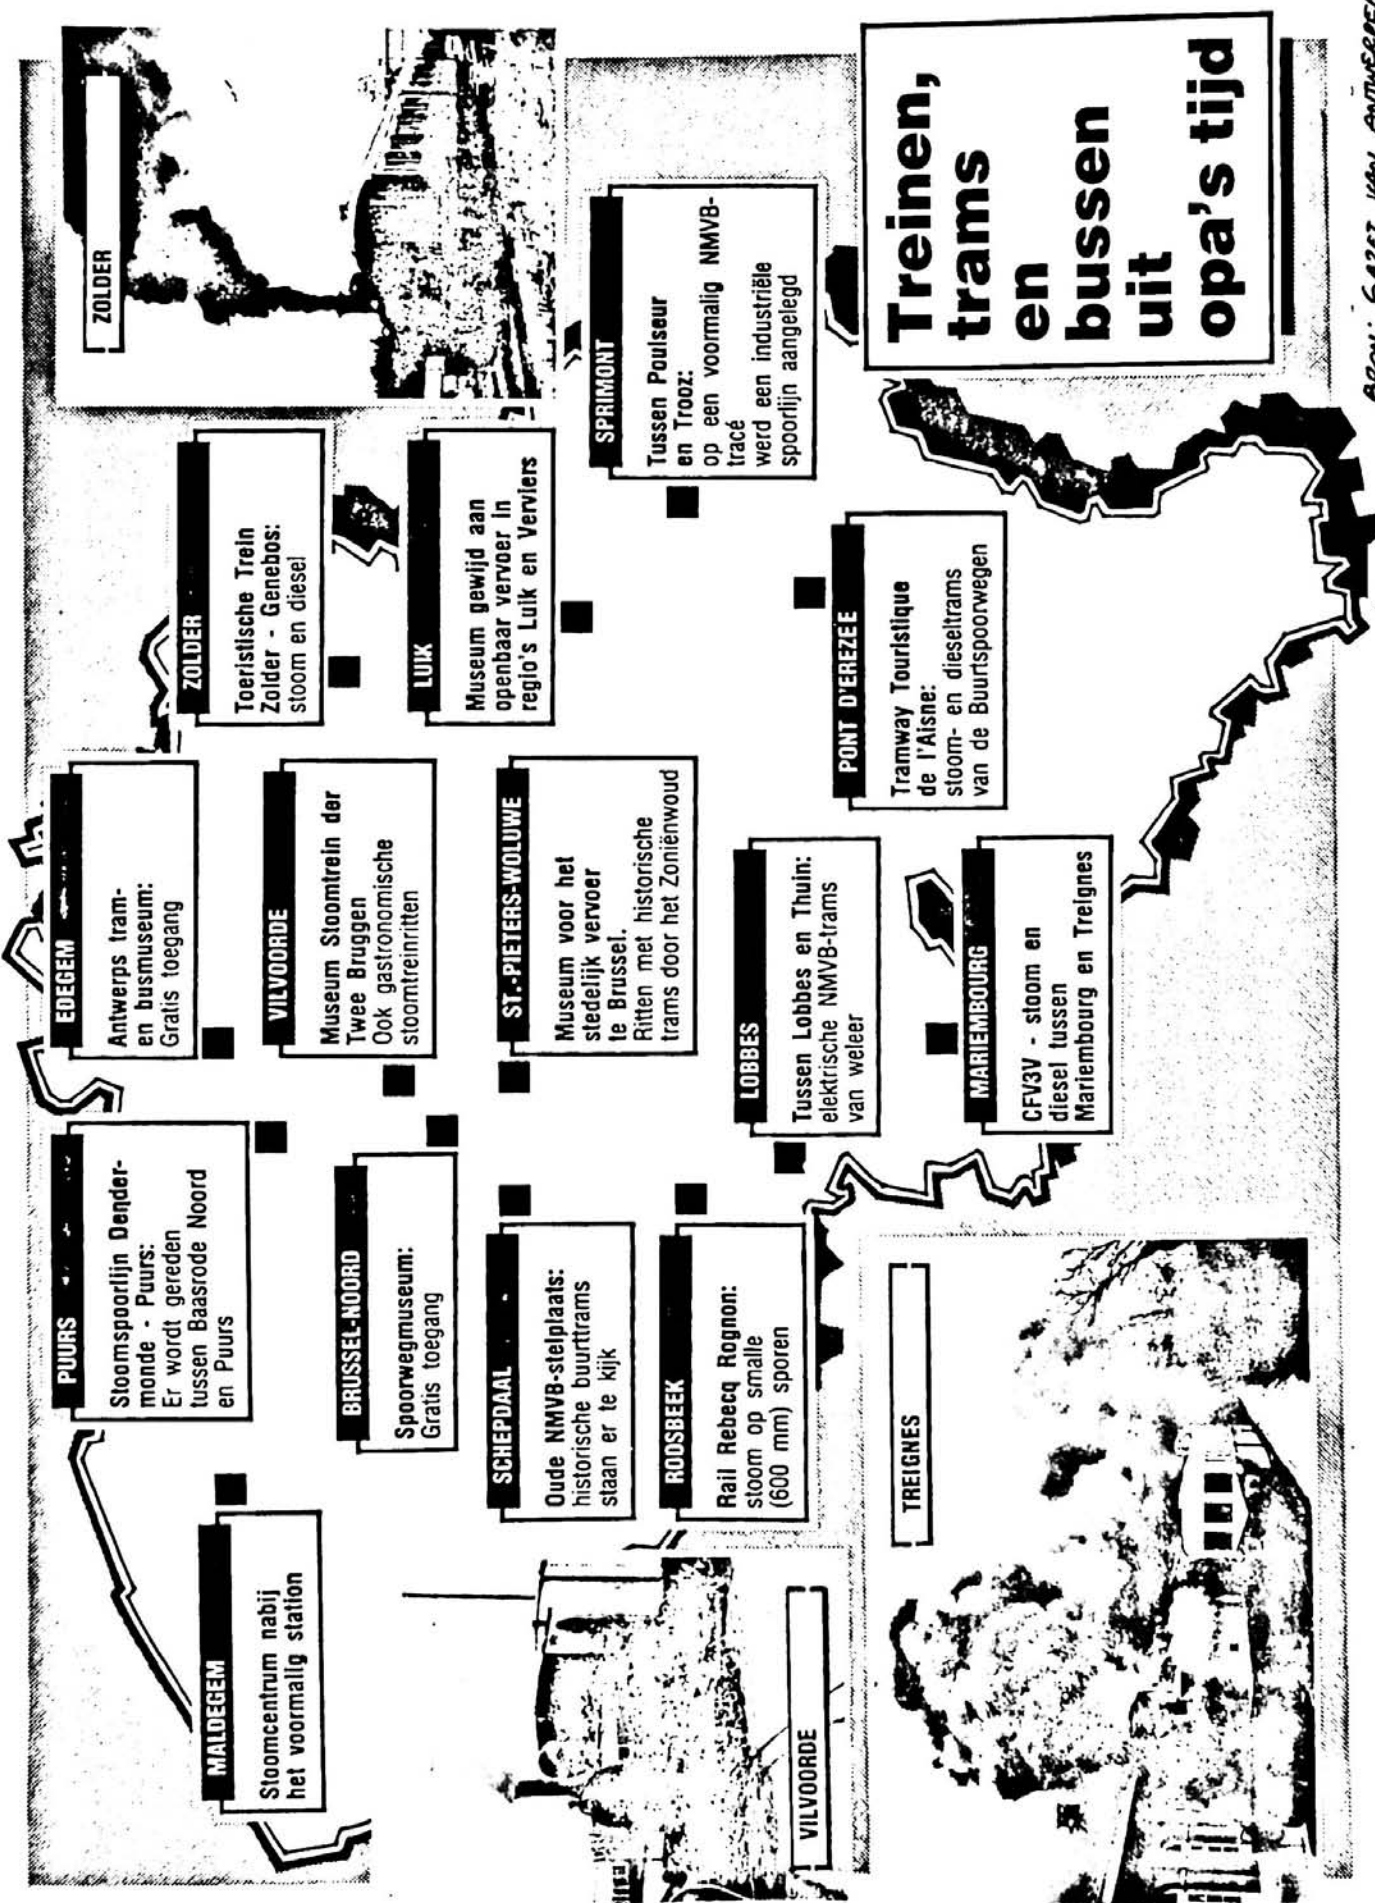 MALDEGEM
Stoomcentrum nabij
het voormalig station
PUURS
Stoomspoorlijn Dender-
monde - Puurs:
Er wordt gereden
tussen Baasrode Noord
en Puurs
EDEGEM
Antwerps tram-
en busmuseum:
Gratis toegang
ZOLDER
Toeristische Trein
Zolder - Genebos:
stoom en diesel
ZOLDER
BRUSSEL-NOORD
Spoorwegmuseum:
Gratis toegang
VILVOORDE
Museum Stoomtrein der
Twee Bruggen
Ook gastronomische
stoomtreinritten
LUIK
Museum gewijd aan
openbaar vervoer in
regio's Luik en Verviers
SCHEPDAAL
Oude NMVB-stelplaats:
historische buurttrams
staan er te kijk
ST.-PIETERS-WOLUWE
Museum voor het
stedelijk vervoer
te Brussel.
Ritten met historische
trams door het Zoniënwoud
SPRIMONT
Tussen Poulseur
en Trooz:
op een voormalig NMVB-
tracé
werd een industriële
spoorlijn aangelegd
ROOSBEEK
Rail Rebecq Rognon:
stoom op smalle
(600 mm) sporen
LOBBES
Tussen Lobbes en Thuin:
elektrische NMVB-trams
van weleer
PONT D'EREZÉE
Tramway Touristique
de l'Aisne:
stoom- en dieseltrams
van de Buurtspoorwegen
VILVOORDE
TREIGNES
MARIEMBOURG
CFV3V - stoom en
diesel tussen
Mariembourg en Treignes
Treinen,
trams
en
bussen
uit
opa's tijd
BRON: GAZET VAN ANTWERPEN